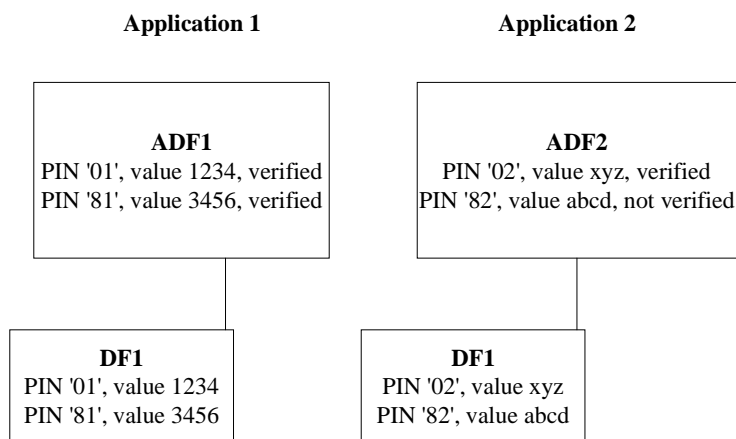 Application 1
Application 2
ADF1
PIN '01', value 1234, verified
PIN '81', value 3456, verified
ADF2
PIN '02', value xyz, verified
PIN '82', value abcd, not verified
DF1
PIN '01', value 1234
PIN '81', value 3456
DF1
PIN '02', value xyz
PIN '82', value abcd